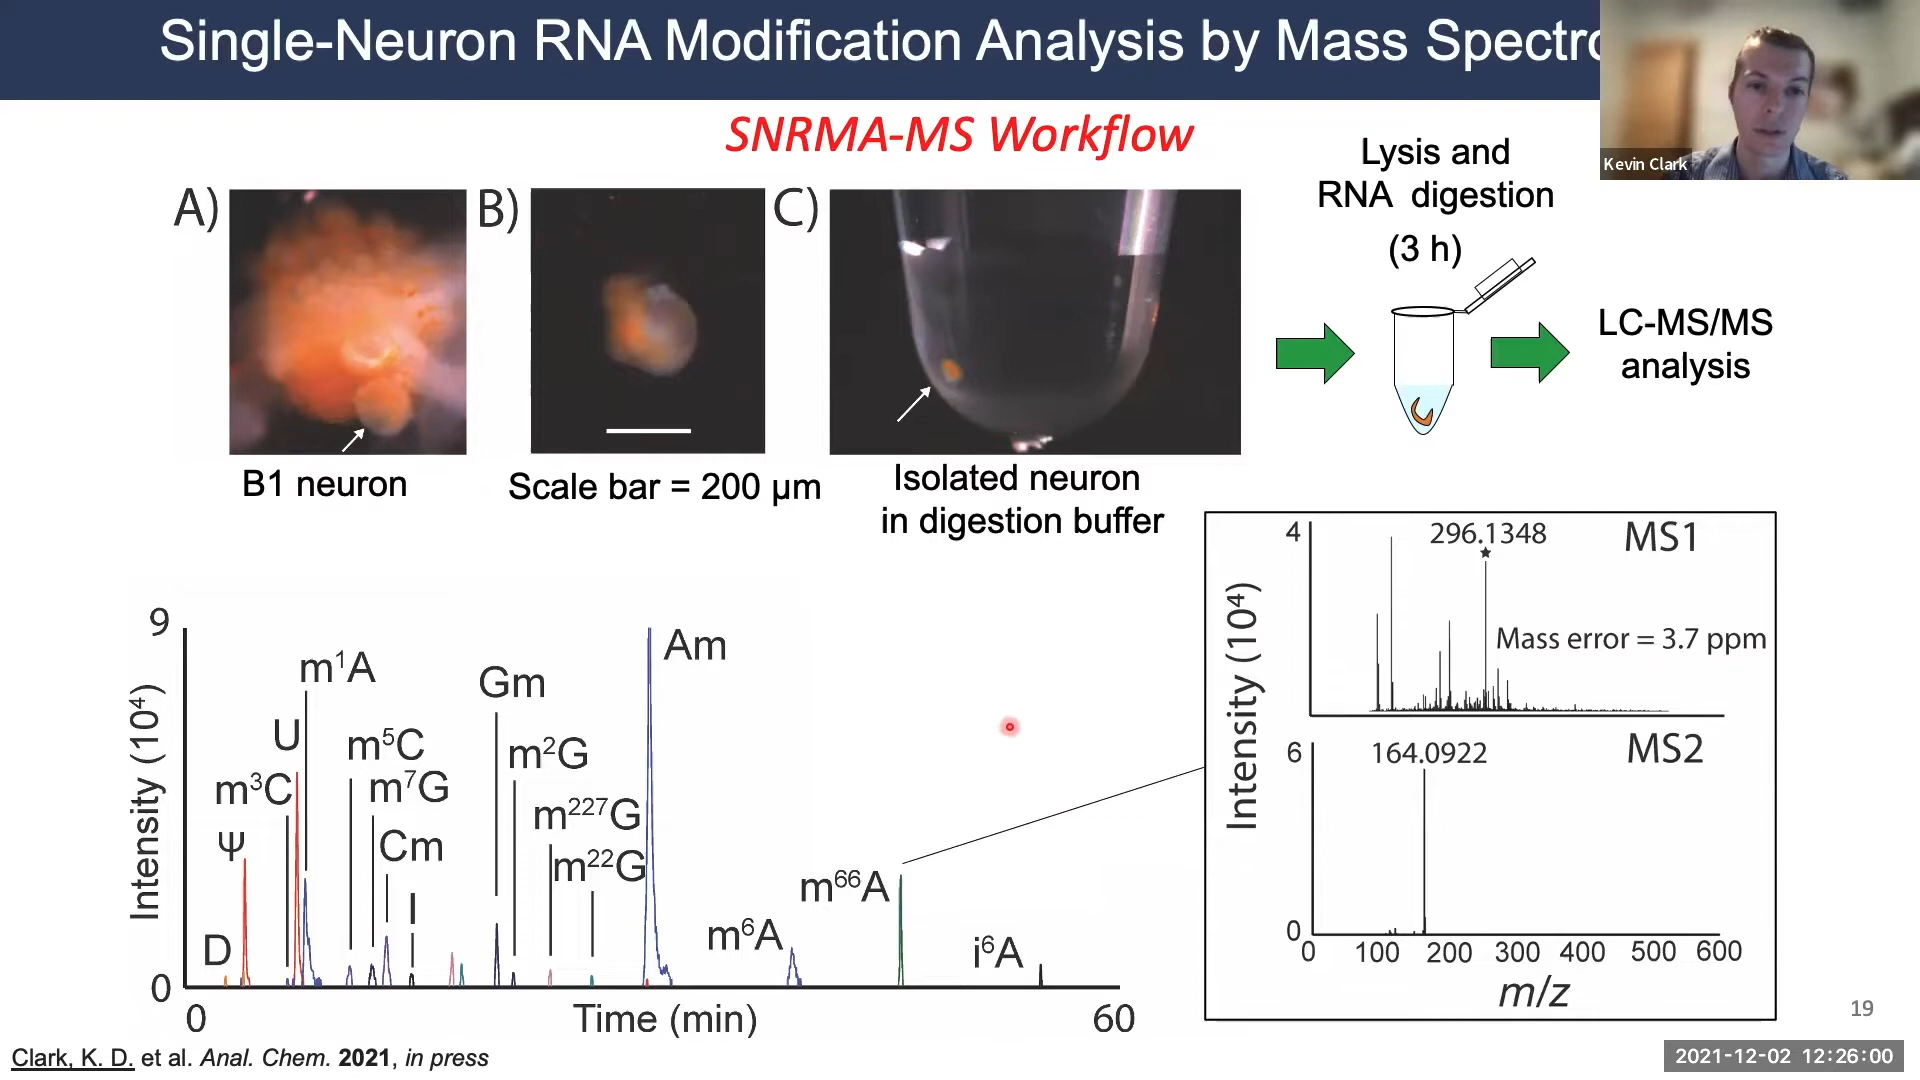 Single-Neuron RNA Modification Analysis by Mass Spectro
Kevin Clark
SNRMA-MS Workflow
A)
B)
C)
Lysis and
RNA digestion
(3 h)
LC-MS/MS
analysis
B1 neuron
Scale bar = 200 µm
Isolated neuron
in digestion buffer
9
Intensity (10⁴)
0
D
Ψ
m³C
U
m¹A
m⁵C
m⁷G
Cm
I
Gm
m²G
m²²⁷G
m²²G
Am
m⁶A
m⁶⁶A
i⁶A
0
Time (min)
60
4
296.1348
★
MS1
Mass error = 3.7 ppm
Intensity (10⁴)
6
164.0922
MS2
0
0 100 200 300 400 500 600
m/z
19
Clark, K. D. et al. Anal. Chem. 2021, in press
2021-12-02 12:26:00